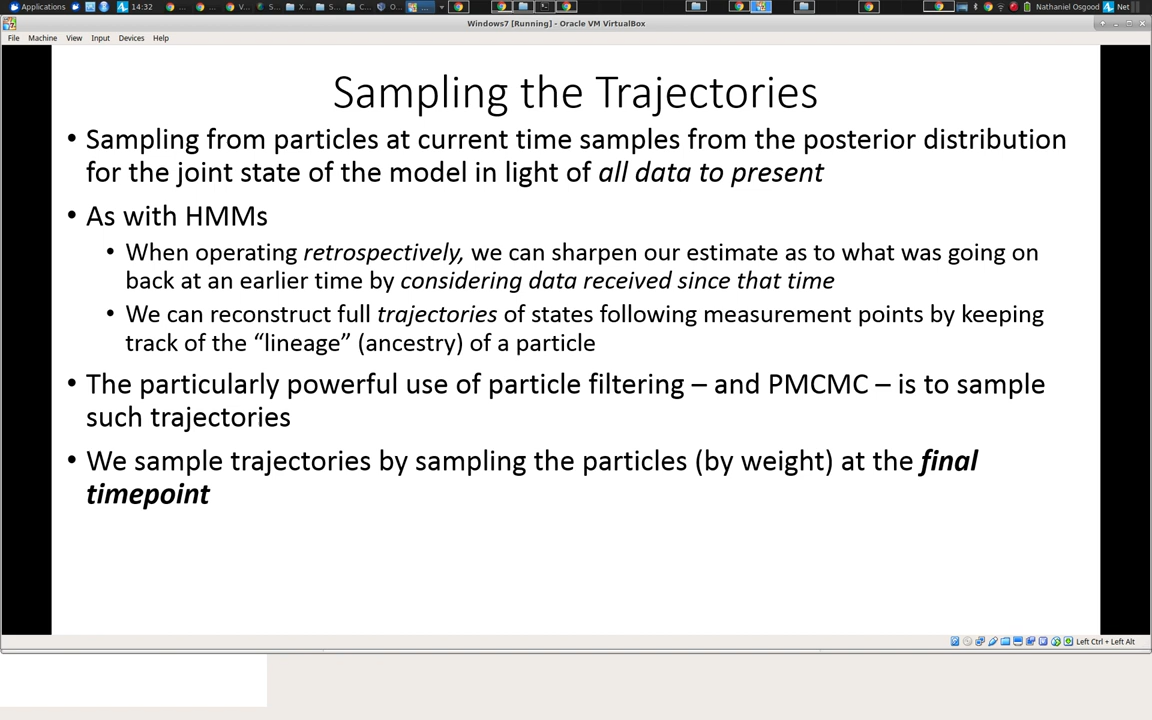 Applications 14:32 V... S... X... S... C... O... ... Nathaniel Osgood Net
Windows7 [Running] - Oracle VM VirtualBox
File Machine View Input Devices Help
Sampling the Trajectories
• Sampling from particles at current time samples from the posterior distribution
for the joint state of the model in light of all data to present
• As with HMMs
• When operating retrospectively, we can sharpen our estimate as to what was going on
back at an earlier time by considering data received since that time
• We can reconstruct full trajectories of states following measurement points by keeping
track of the “lineage” (ancestry) of a particle
• The particularly powerful use of particle filtering – and PMCMC – is to sample
such trajectories
• We sample trajectories by sampling the particles (by weight) at the final
timepoint
Left Ctrl + Left Alt